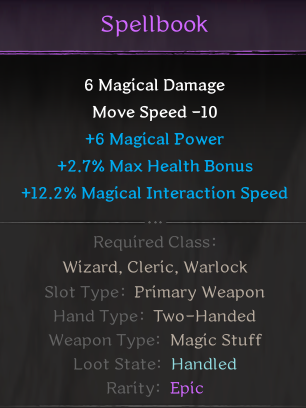 Spellbook
6 Magical Damage
Move Speed -10
+6 Magical Power
+2.7% Max Health Bonus
+12.2% Magical Interaction Speed
Required Class:
Wizard, Cleric, Warlock
Slot Type: Primary Weapon
Hand Type: Two-Handed
Weapon Type: Magic Stuff
Loot State: Handled
Rarity: Epic